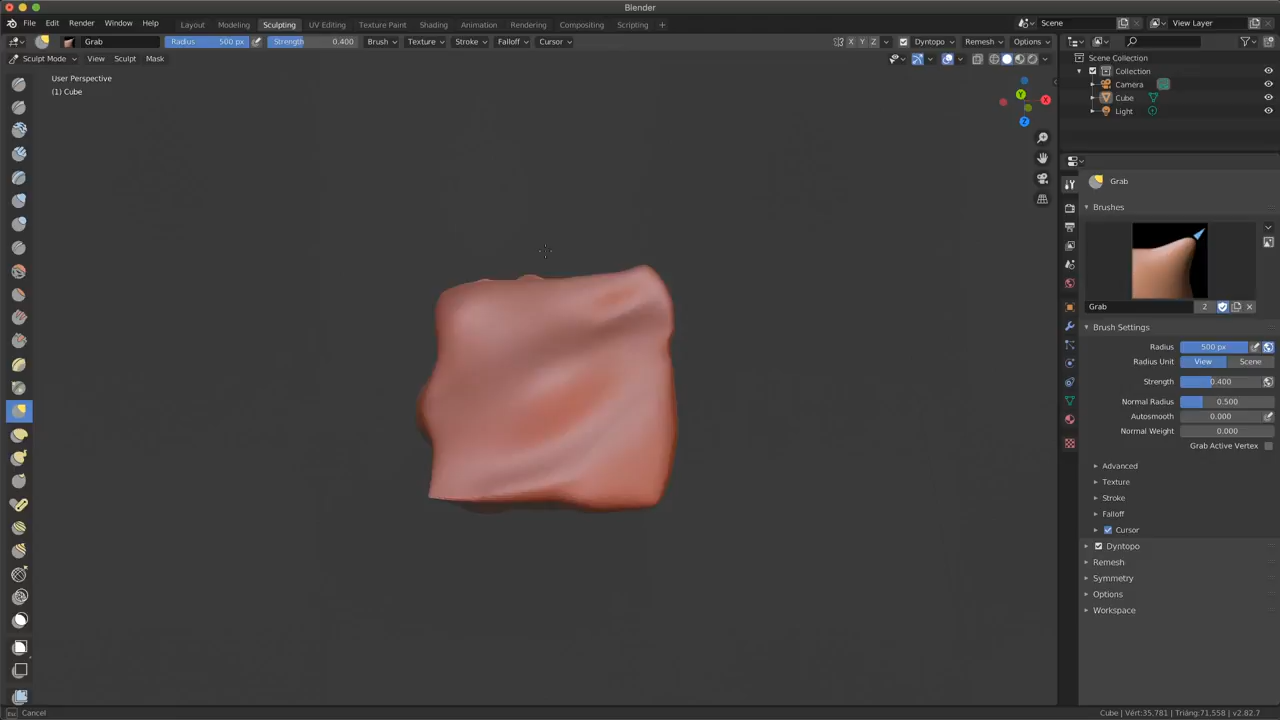 Blender
File Edit Render Window Help Layout Modeling Sculpting UV Editing Texture Paint Shading Animation Rendering Compositing Scripting + Scene View Layer
Grab Radius 500 px Strength 0.400 Brush Texture Stroke Falloff Cursor X Y Z Dyntopo Remesh Options
Sculpt Mode View Sculpt Mask
User Perspective
(1) Cube
Y
X
Z
Scene Collection
Collection
Camera
Cube
Light
Grab
Brushes
Grab 2
Brush Settings
Radius 500 px
Radius Unit View Scene
Strength 0.400
Normal Radius 0.500
Autosmooth 0.000
Normal Weight 0.000
Grab Active Vertex
Advanced
Texture
Stroke
Falloff
Cursor
Dyntopo
Remesh
Symmetry
Options
Workspace
Cancel
Cube | Vért:35.781 | Triáng:71.558 | v2.82.7